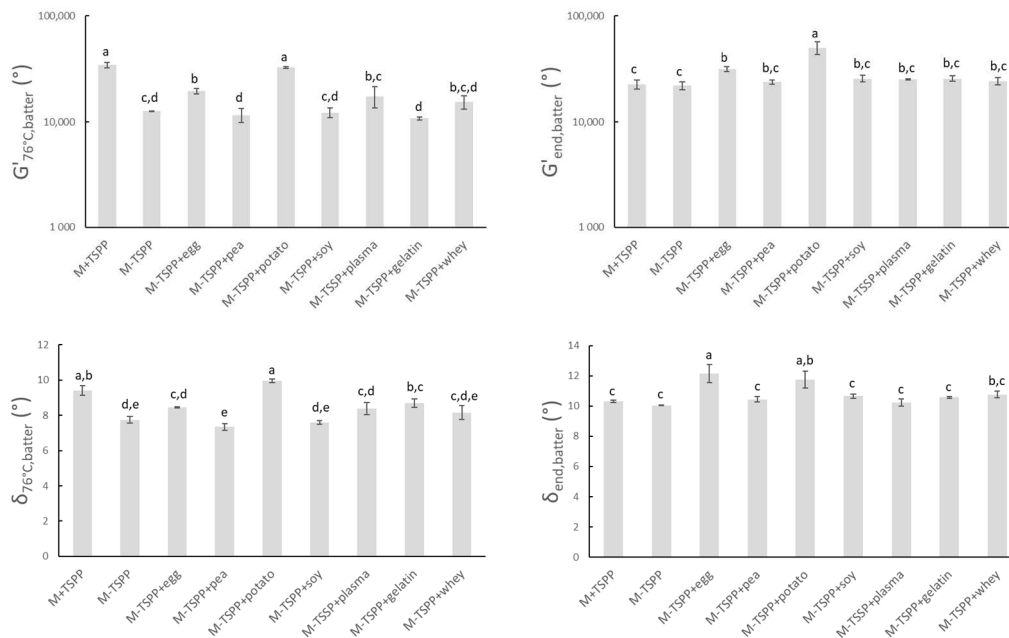 100,000
10,000
1 000
G'76°C,batter (°)
a
c,d
b
d
a
c,d
b,c
d
b,c,d
M+TSPP
M-TSPP
M-TSPP+egg
M-TSPP+pea
M-TSPP+potato
M-TSPP+soy
M-TSSP+plasma
M-TSPP+gelatin
M-TSPP+whey
100,000
10,000
1 000
G'end,batter (°)
c
c
b
b,c
a
b,c
b,c
b,c
b,c
M+TSPP
M-TSPP
M-TSPP+egg
M-TSPP+pea
M-TSPP+potato
M-TSPP+soy
M-TSSP+plasma
M-TSPP+gelatin
M-TSPP+whey
12
10
8
6
4
2
0
δ76°C,batter (°)
a,b
d,e
c,d
e
a
d,e
c,d
b,c
c,d,e
M+TSPP
M-TSPP
M-TSPP+egg
M-TSPP+pea
M-TSPP+potato
M-TSPP+soy
M-TSSP+plasma
M-TSPP+gelatin
M-TSPP+whey
14
12
10
8
6
4
2
0
δend,batter (°)
c
c
a
c
a,b
c
c
c
b,c
M+TSPP
M-TSPP
M-TSPP+egg
M-TSPP+pea
M-TSPP+potato
M-TSPP+soy
M-TSSP+plasma
M-TSPP+gelatin
M-TSPP+whey